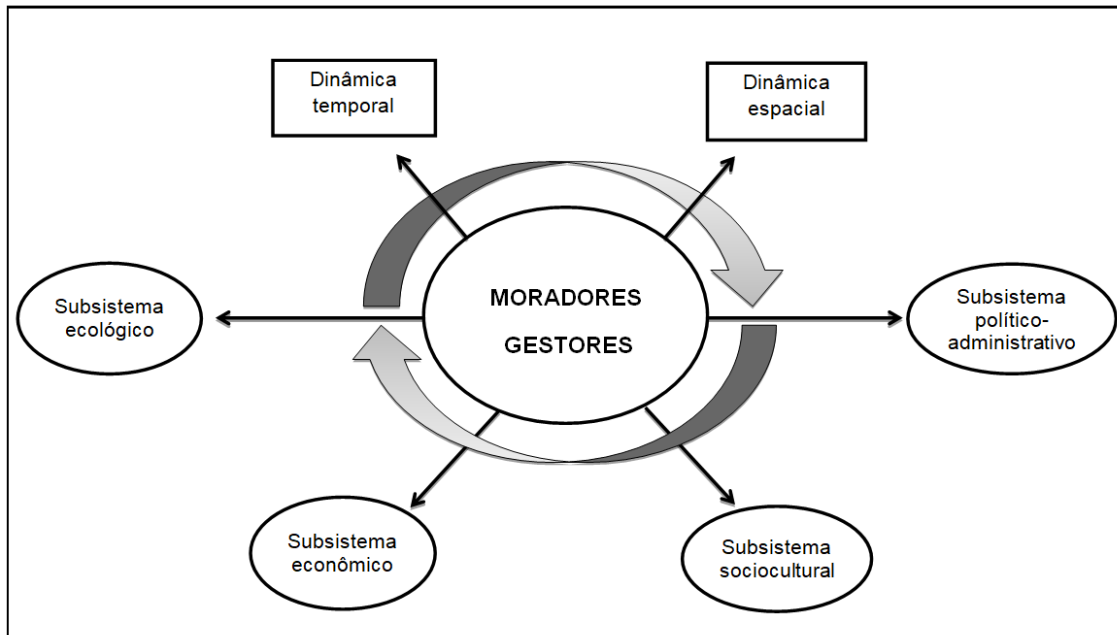 Dinâmica
temporal
Dinâmica
espacial
MORADORES
GESTORES
Subsistema
ecológico
Subsistema
político-
administrativo
Subsistema
econômico
Subsistema
sociocultural